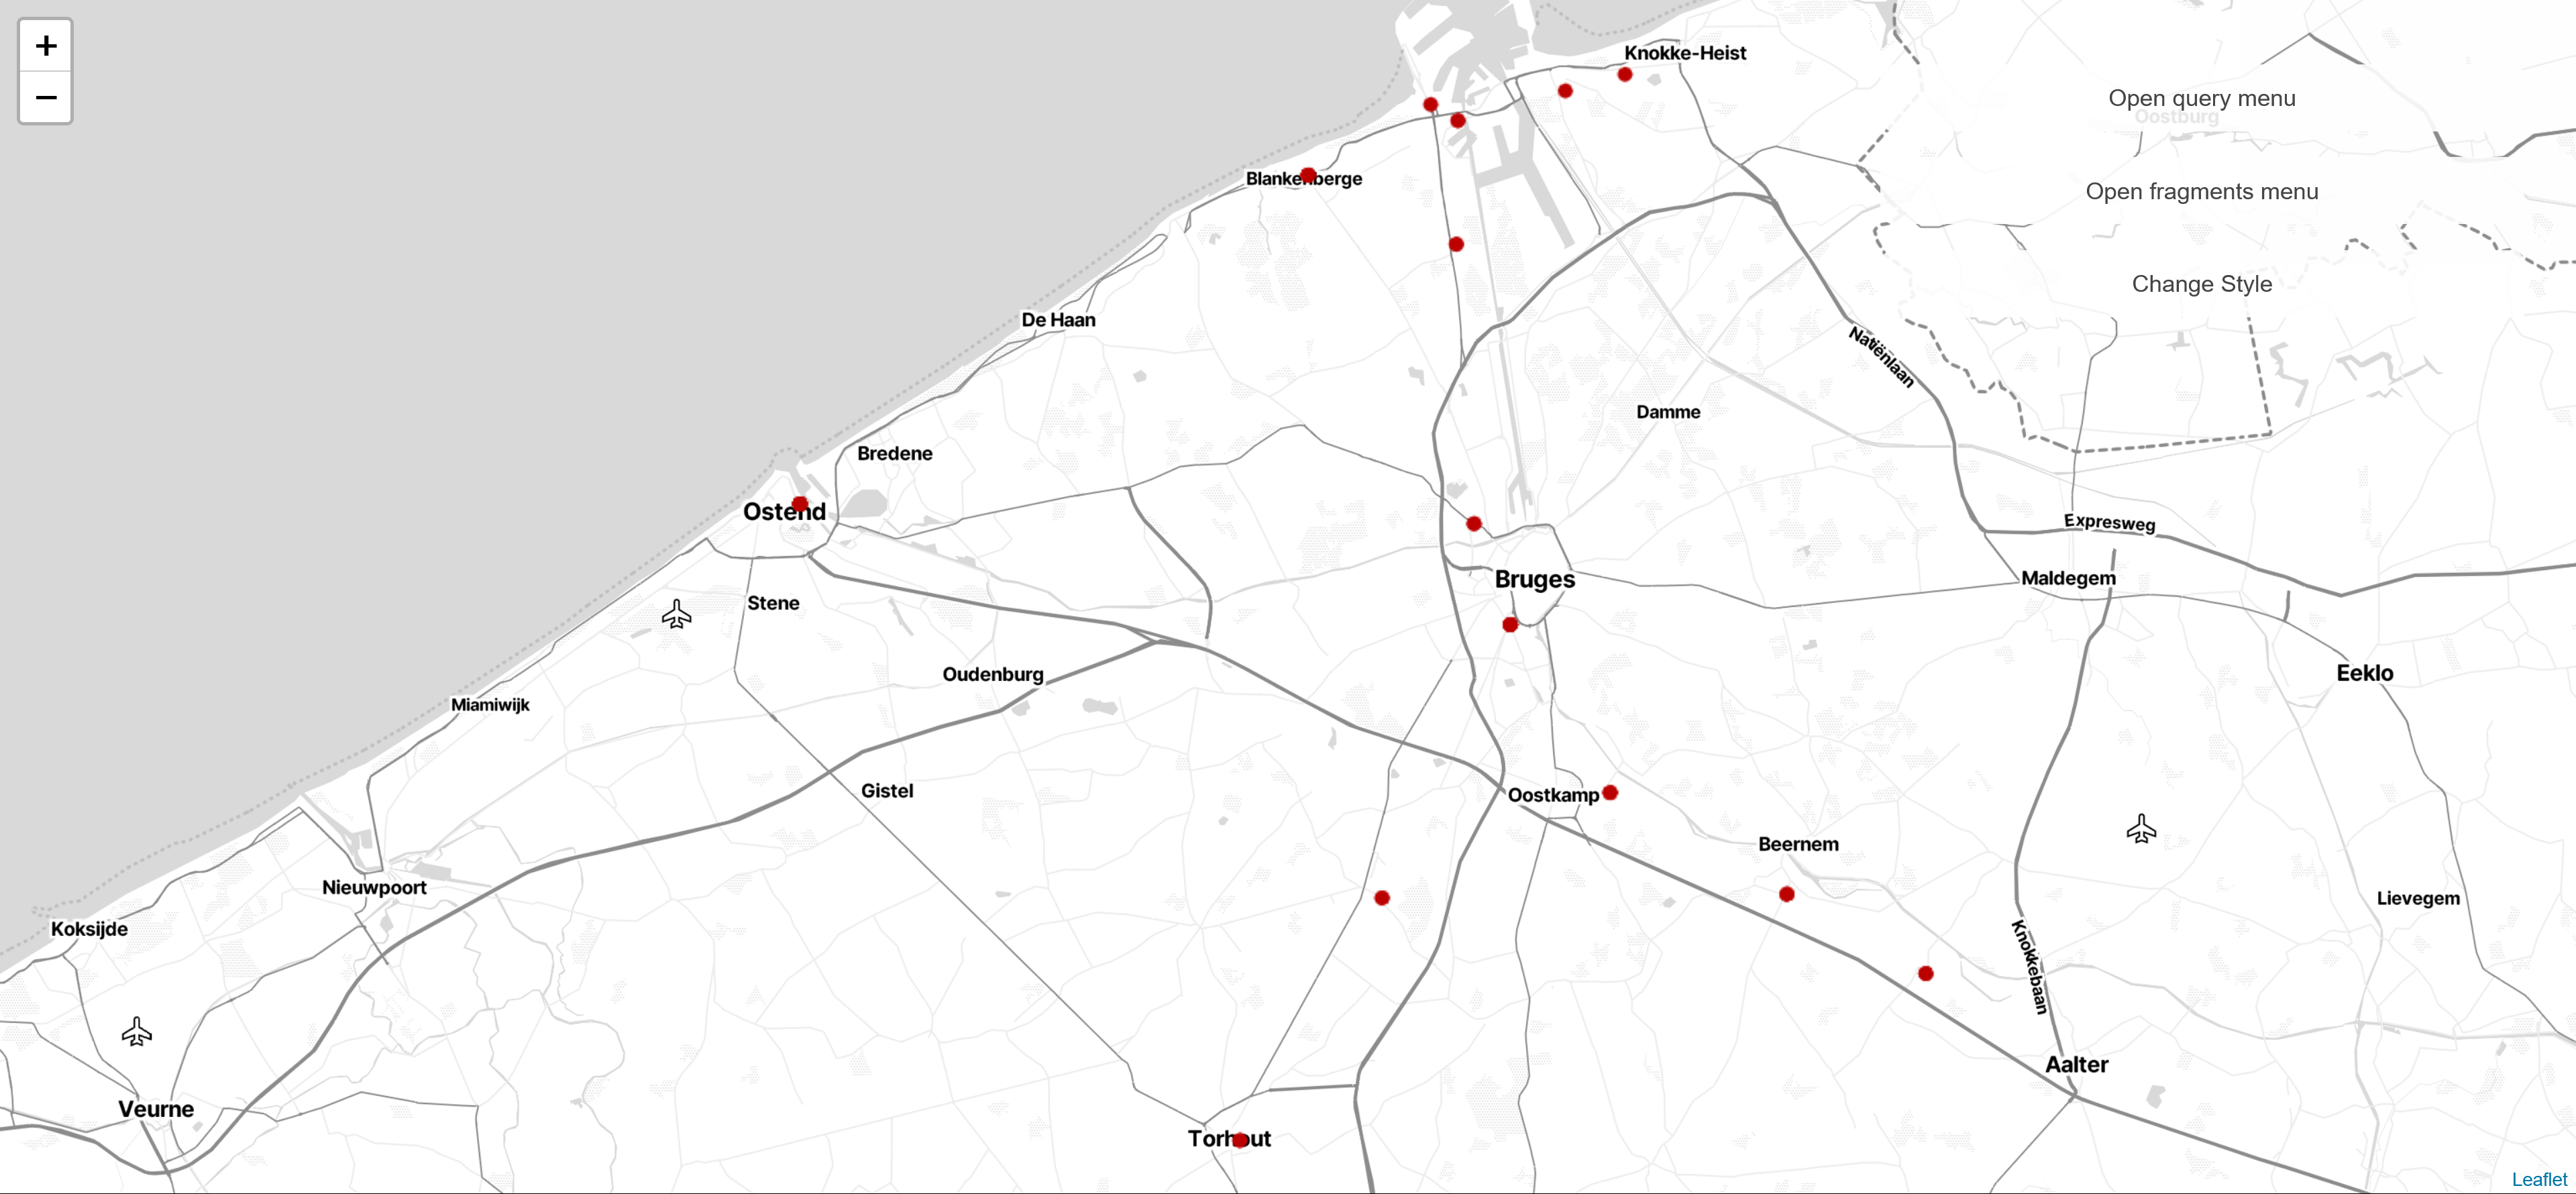 +
−
Knokke-Heist
Open query menu
Oostburg
Blankenberge
Open fragments menu
Change Style
De Haan
Natiënlaan
Damme
Bredene
Ostend
Expresweg
Bruges
Maldegem
Stene
Oudenburg
Eeklo
Miamiwijk
Gistel
Oostkamp
Beernem
Nieuwpoort
Lievegem
Koksijde
Knokkebaan
Aalter
Veurne
Torhout
Leaflet